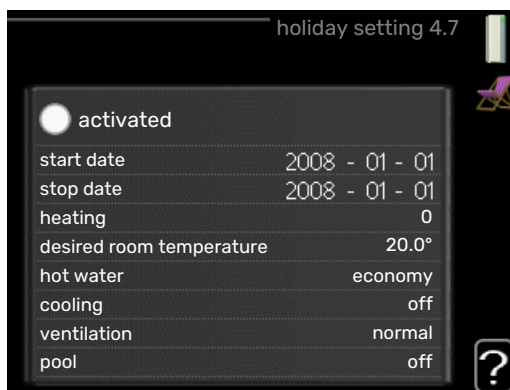 holiday setting 4.7
activated
start date 2008 - 01 - 01
stop date 2008 - 01 - 01
heating 0
desired room temperature 20.0°
hot water economy
cooling off
ventilation normal
pool off
?